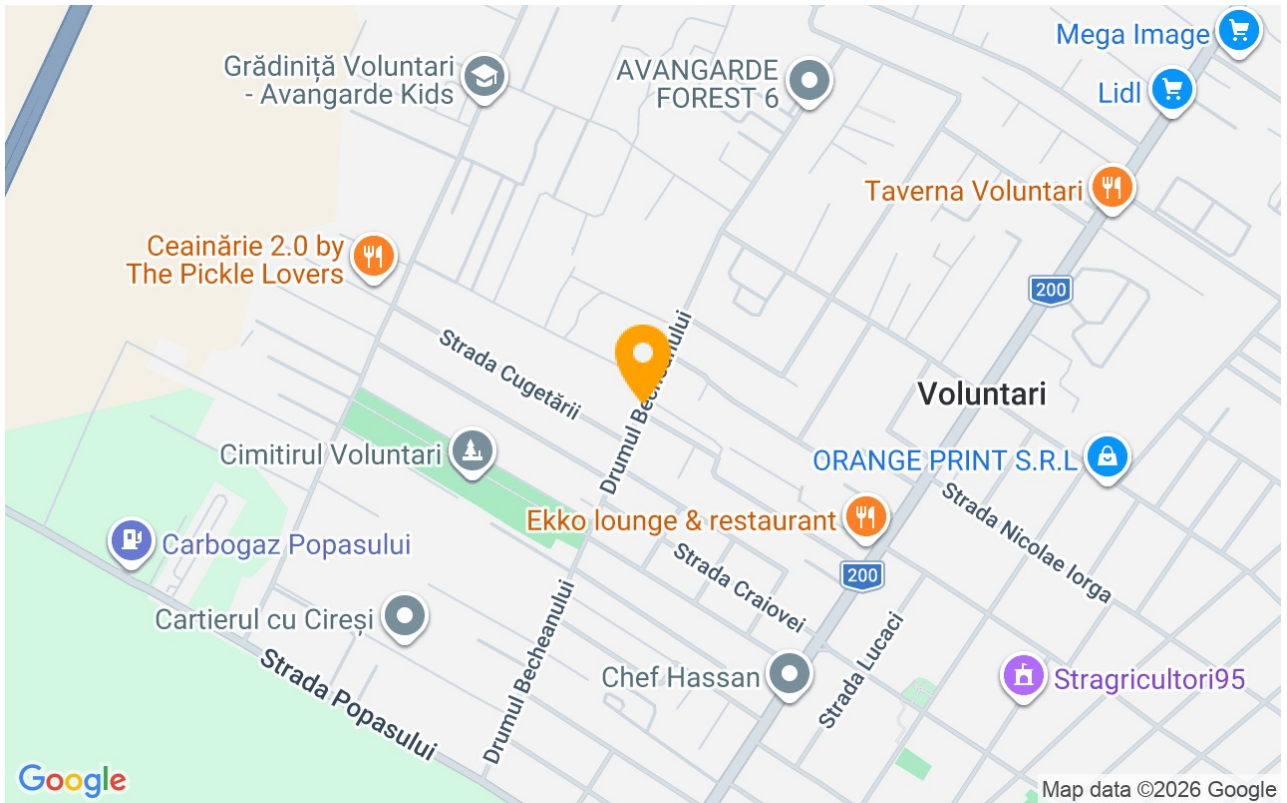 Mega Image
Grădiniță Voluntari
- Avangarde Kids
AVANGARDE
FOREST 6
Lidl
Taverna Voluntari
Ceainărie 2.0 by
The Pickle Lovers
200
Strada Cugetării
Drumul Becheanului
Voluntari
Cimitirul Voluntari
ORANGE PRINT S.R.L
Ekko lounge & restaurant
Strada Nicolae Iorga
Carbogaz Popasului
Strada Craiovei
200
Cartierul cu Cireși
Drumul Becheanului
Strada Lucaci
Strada Popasului
Chef Hassan
Stragricultori95
Google
Map data ©2026 Google